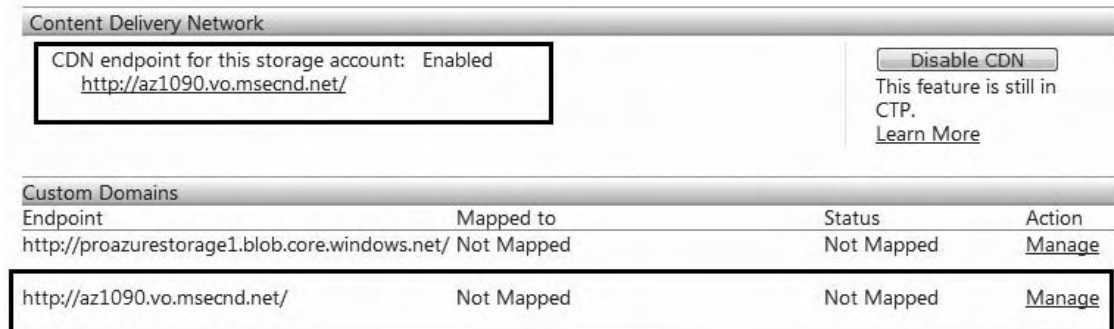 Content Delivery Network
CDN endpoint for this storage account: Enabled
http://az1090.vo.msecnd.net/
Disable CDN
This feature is still in
CTP.
Learn More
Custom Domains
Endpoint Mapped to Status Action
http://proazurestorage1.blob.core.windows.net/ Not Mapped Not Mapped Manage
http://az1090.vo.msecnd.net/ Not Mapped Not Mapped Manage